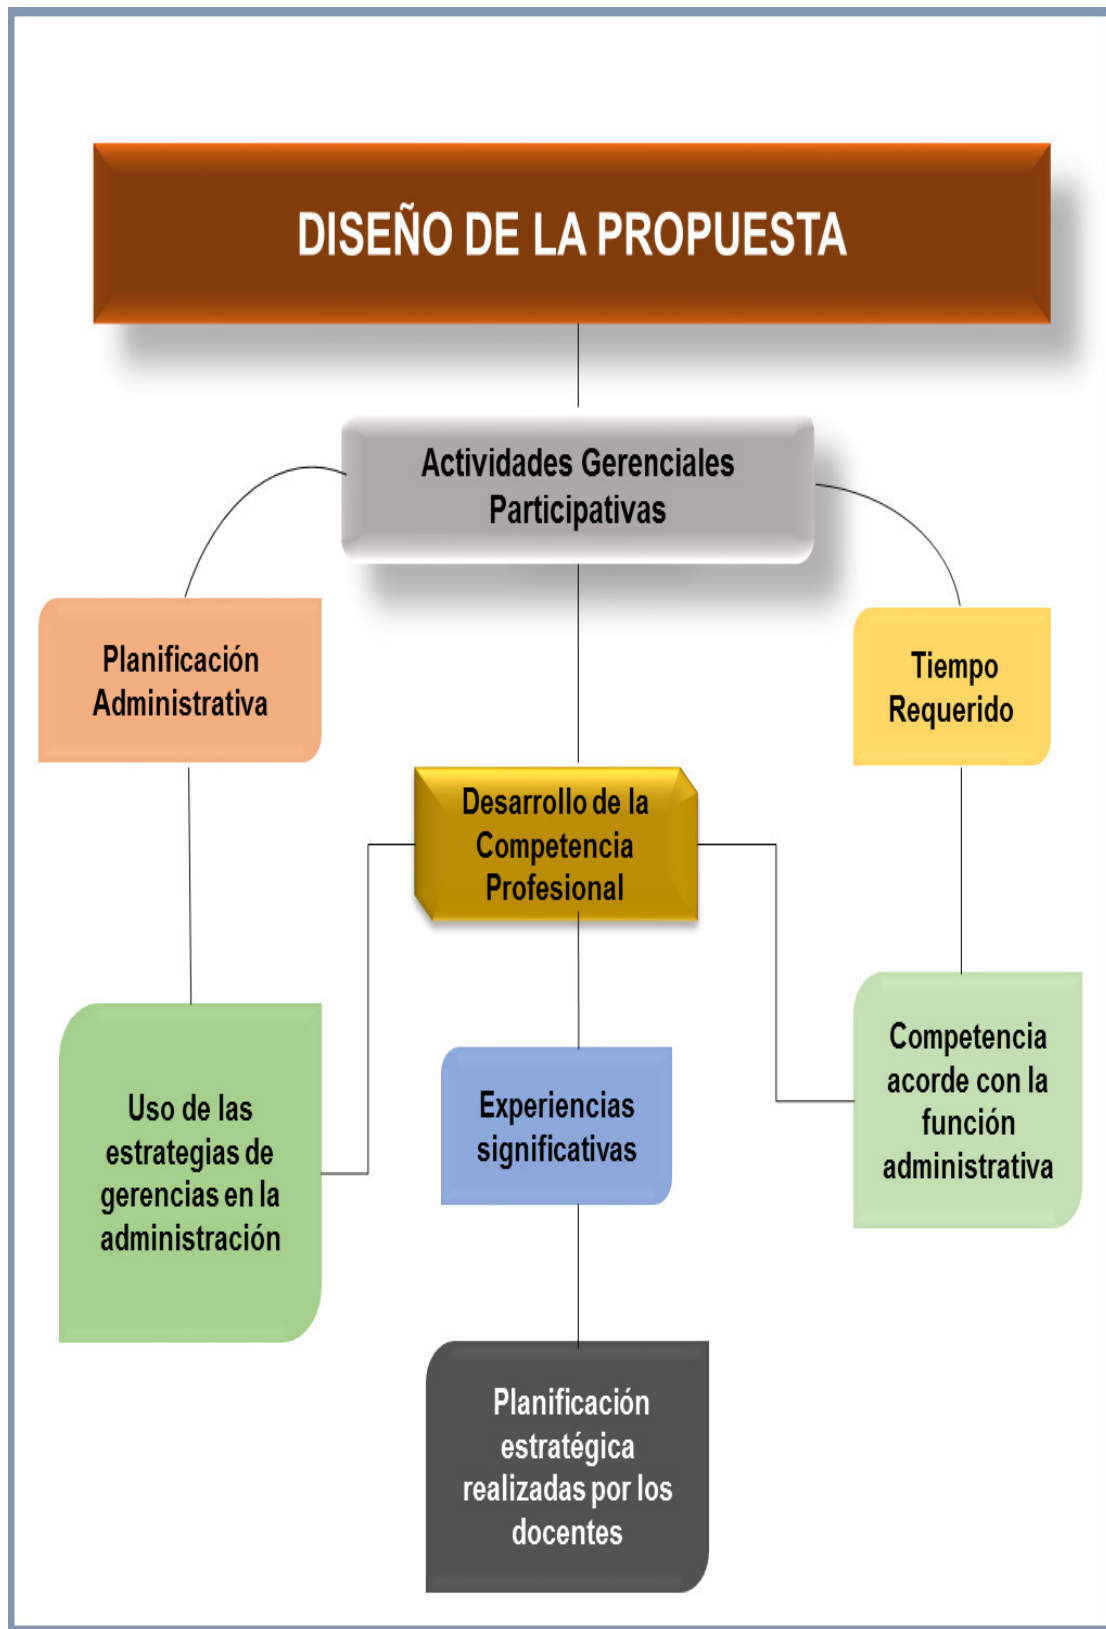 DISEÑO DE LA PROPUESTA
Actividades Gerenciales
Participativas
Planificación
Administrativa
Tiempo
Requerido
Desarrollo de la
Competencia
Profesional
Uso de las
estrategias de
gerencias en la
administración
Experiencias
significativas
Competencia
acorde con la
función
administrativa
Planificación
estratégica
realizadas por los
docentes